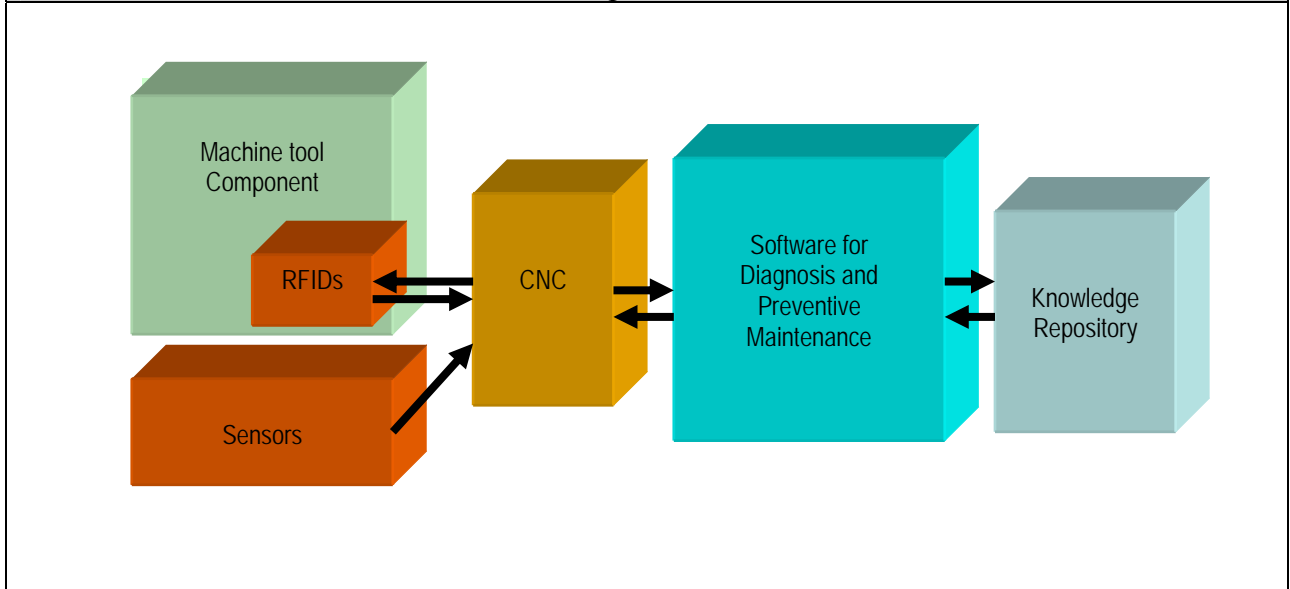 Machine tool
Component
RFIDs
CNC
Sensors
Software for
Diagnosis and
Preventive
Maintenance
Knowledge
Repository